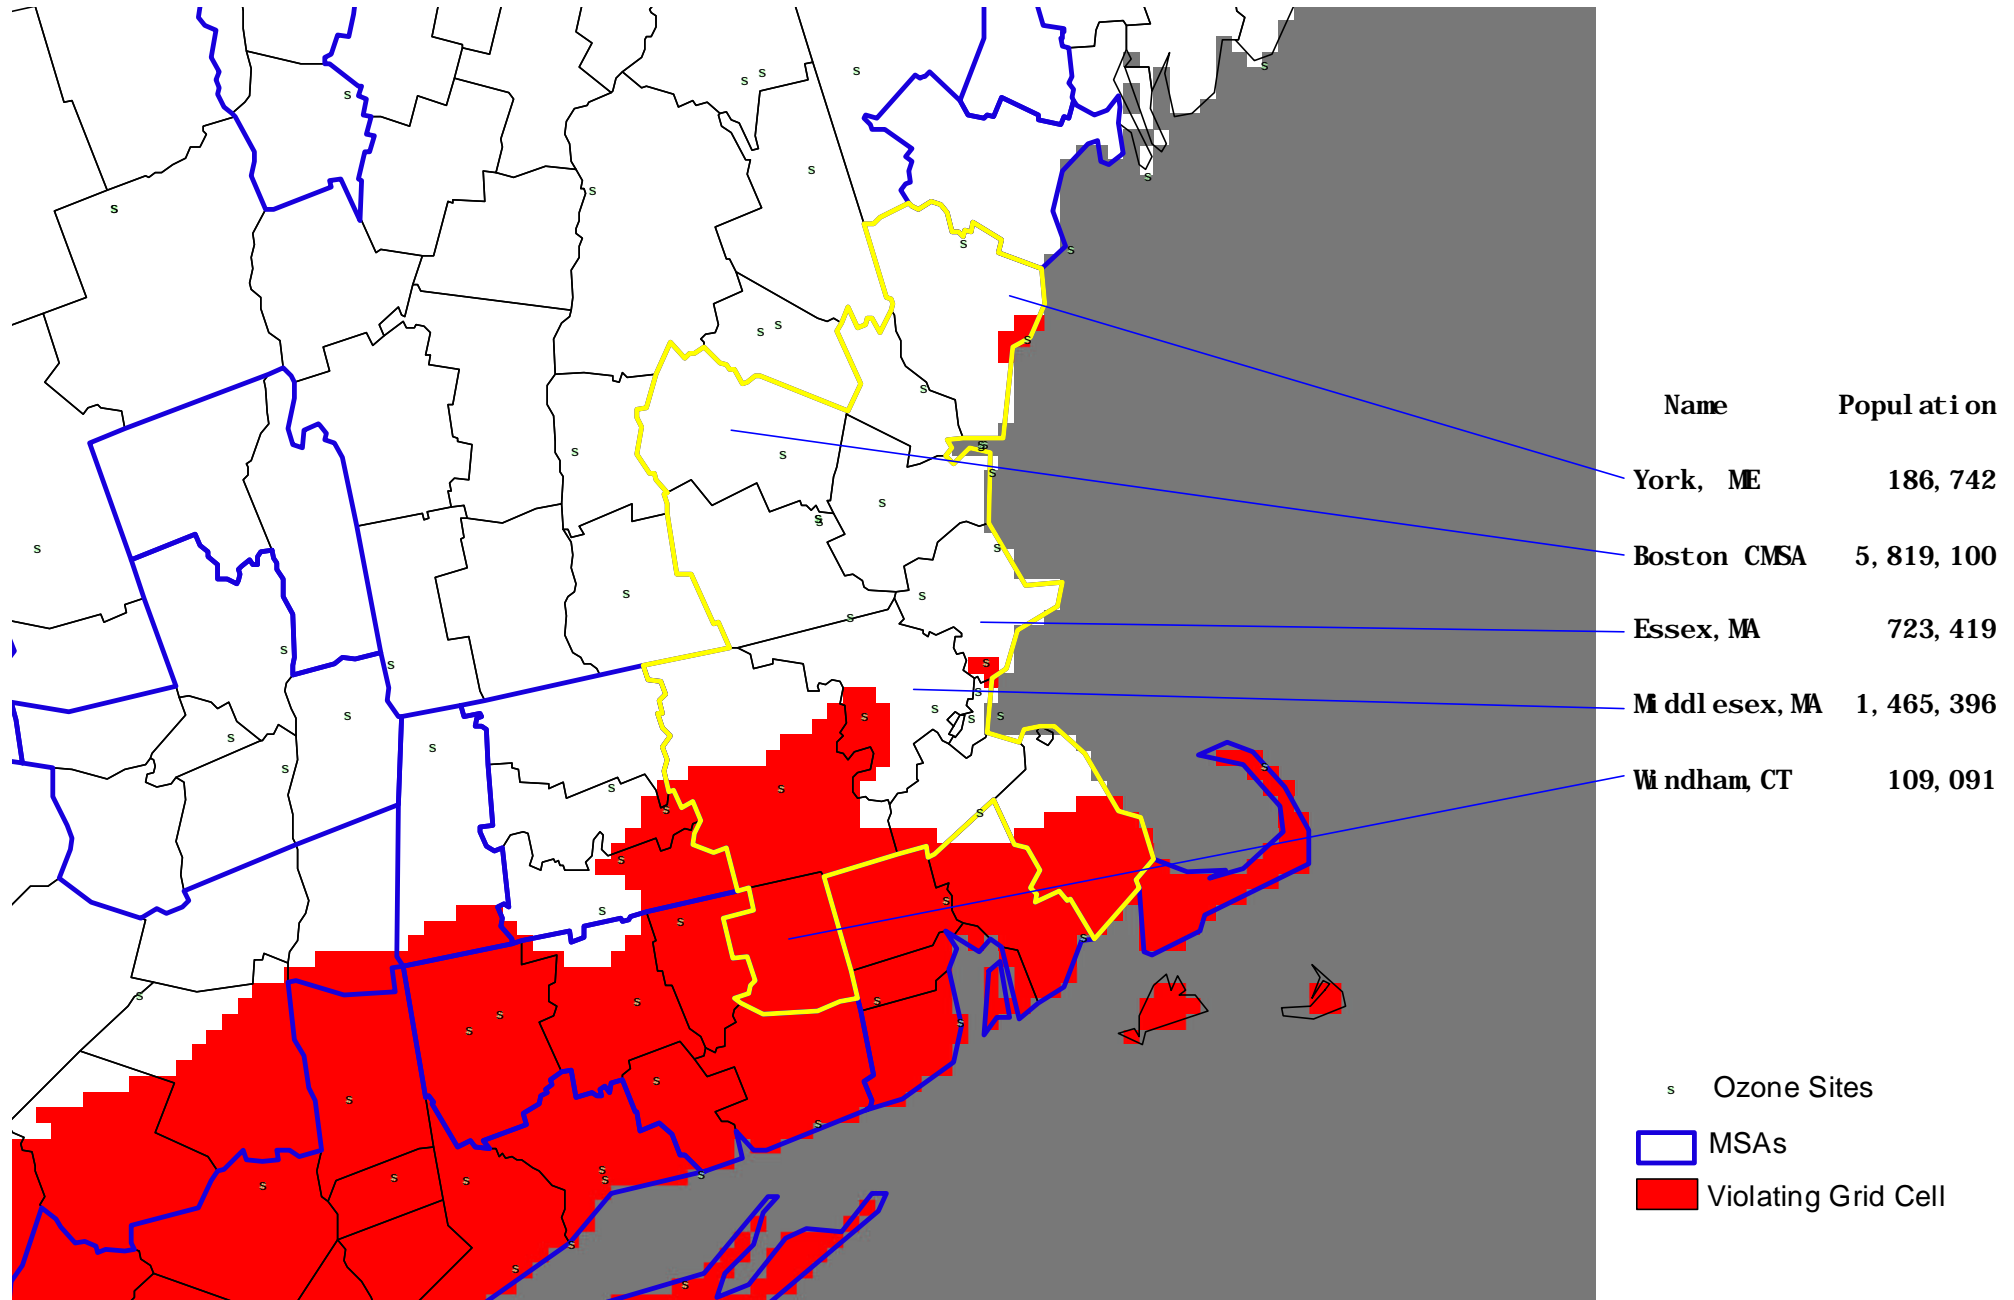 Name Population
York, ME 186,742
Boston CMSA 5,819,100
Essex, MA 723,419
Middlesex, MA 1,465,396
Windham, CT 109,091
s Ozone Sites
MSAs
Violating Grid Cell